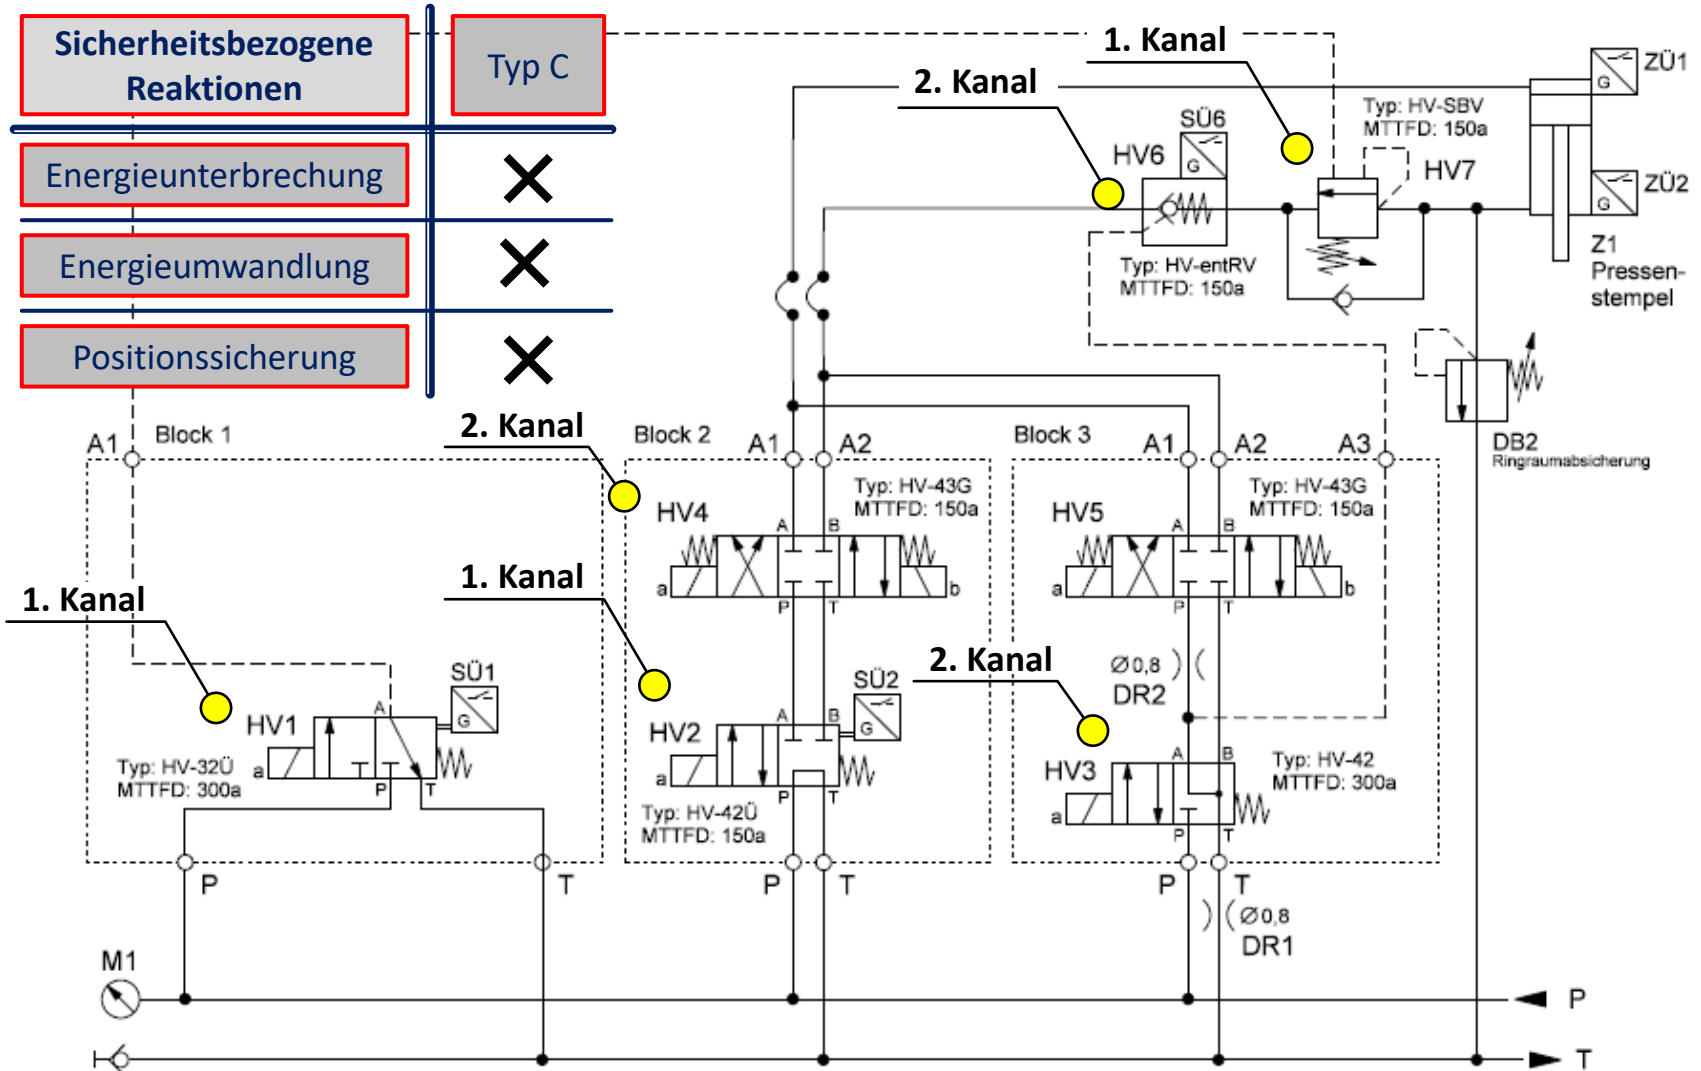 Sicherheitsbezogene
Reaktionen
Typ C
Energieunterbrechung
Energieumwandlung
Positionssicherung
1. Kanal
2. Kanal
ZÜ1
G
Typ: HV-SBV
MTTFD: 150a
SÜ6
G
HV6
HV7
ZÜ2
G
Typ: HV-entRV
MTTFD: 150a
Z1
Pressen-
stempel
2. Kanal
A1
Block 1
Block 2
A1
A2
Block 3
A1
A2
A3
DB2
Ringraumabsicherung
Typ: HV-43G
MTTFD: 150a
Typ: HV-43G
MTTFD: 150a
HV4
A
B
a
b
P
T
HV5
A
B
a
b
P
T
1. Kanal
1. Kanal
2. Kanal
Ø0,8
DR2
SÜ1
G
HV1
A
a
P
T
Typ: HV-32Ü
MTTFD: 300a
SÜ2
G
HV2
A
B
a
P
T
Typ: HV-42Ü
MTTFD: 150a
HV3
A
B
a
P
T
Typ: HV-42
MTTFD: 300a
P
T
P
T
P
T
Ø0,8
DR1
M1
P
T